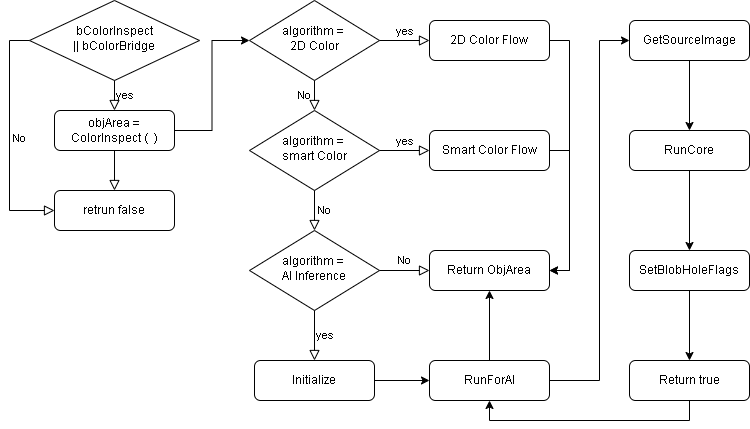 bColorInspect
|| bColorBridge
yes
No
objArea =
ColorInspect ( )
retrun false
algorithm =
2D Color
yes
2D Color Flow
No
algorithm =
smart Color
yes
Smart Color Flow
No
algorithm =
AI Inference
No
Return ObjArea
yes
Initialize
RunForAI
GetSourceImage
RunCore
SetBlobHoleFlags
Return true